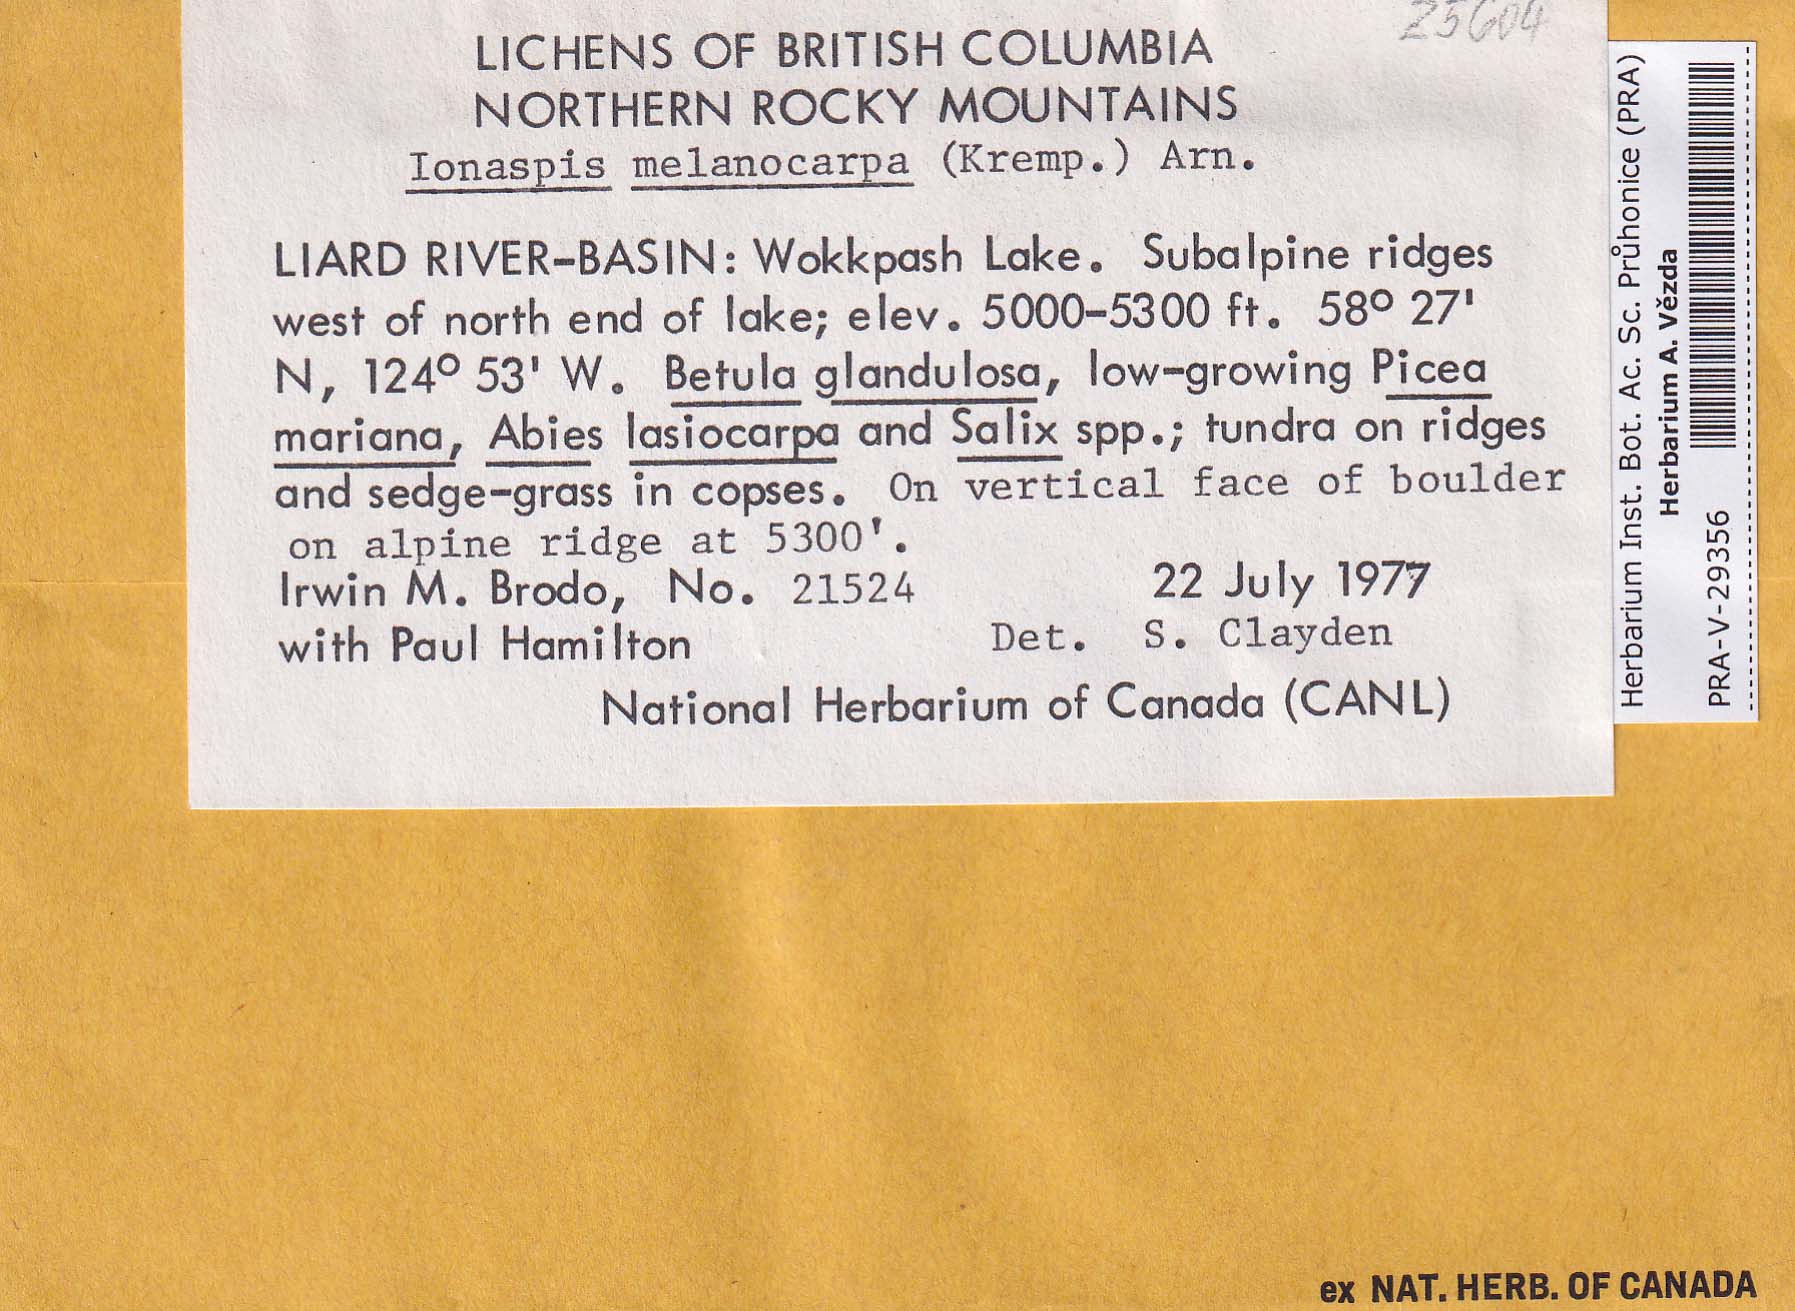 25604
LICHENS OF BRITISH COLUMBIA
NORTHERN ROCKY MOUNTAINS
Ionaspis melanocarpa (Kremp.) Arn.
LIARD RIVER-BASIN: Wokkpash Lake. Subalpine ridges
west of north end of lake; elev. 5000-5300 ft. 58° 27'
N, 124° 53' W. Betula glandulosa, low-growing Picea
mariana, Abies lasiocarpa and Salix spp.; tundra on ridges
and sedge-grass in copses. On vertical face of boulder
on alpine ridge at 5300'.
Irwin M. Brodo, No. 21524 22 July 1977
with Paul Hamilton Det. S. Clayden
National Herbarium of Canada (CANL)
Herbarium Inst. Bot. Ac. Sc. Průhonice (PRA)
Herbarium A. Vězda
PRA-V-29356
ex NAT. HERB. OF CANADA